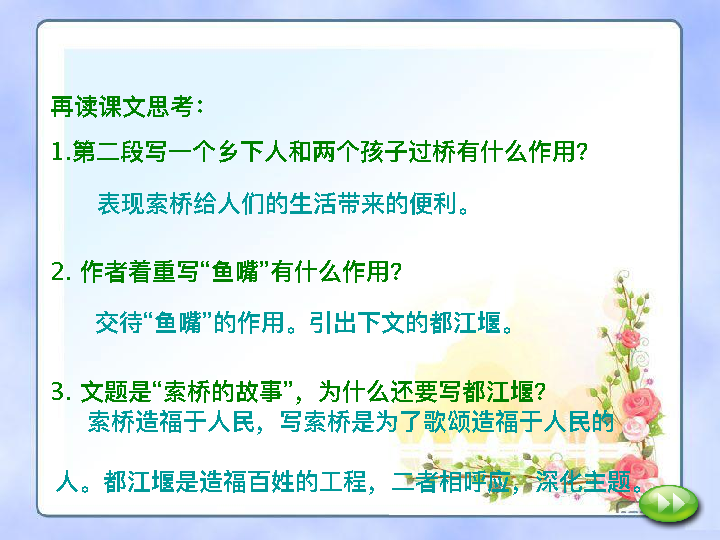 再读课文思考：
1.第二段写一个乡下人和两个孩子过桥有什么作用？
表现索桥给人们的生活带来的便利。
2. 作者着重写“鱼嘴”有什么作用？
交待“鱼嘴”的作用。引出下文的都江堰。
3. 文题是“索桥的故事”，为什么还要写都江堰？
索桥造福于人民，写索桥是为了歌颂造福于人民的
人。都江堰是造福百姓的工程，二者相呼应，深化主题。